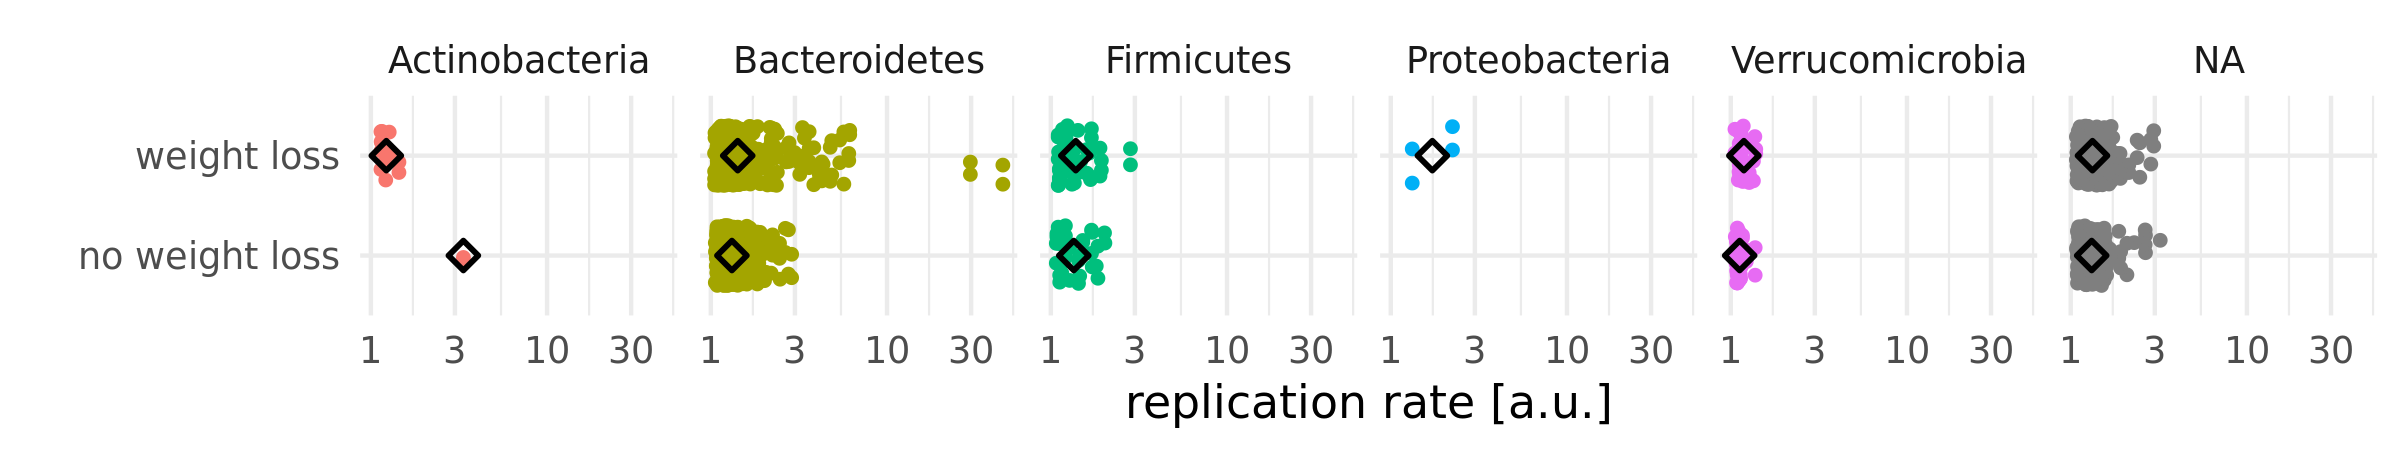 Actinobacteria Bacteroidetes Firmicutes Proteobacteria Verrucomicrobia NA
weight loss
no weight loss
1 3 10 30 1 3 10 30 1 3 10 30 1 3 10 30 1 3 10 30 1 3 10 30
replication rate [a.u.]